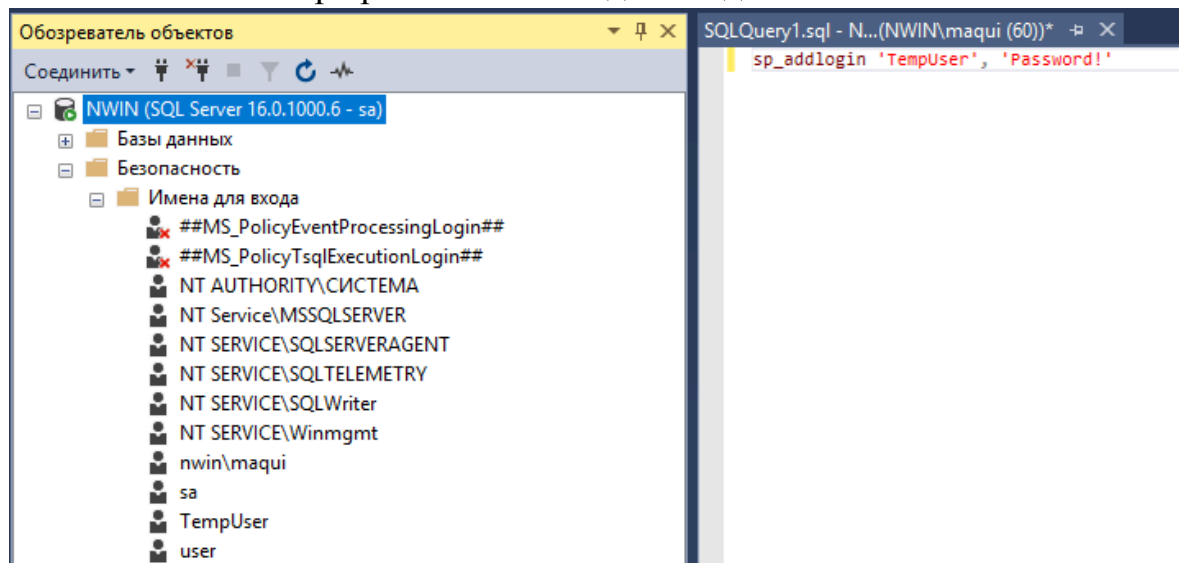 Обозреватель объектов
Соединить
NWIN (SQL Server 16.0.1000.6 - sa)
Базы данных
Безопасность
Имена для входа
##MS_PolicyEventProcessingLogin##
##MS_PolicyTsqlExecutionLogin##
NT AUTHORITY\СИСТЕМА
NT Service\MSSQLSERVER
NT SERVICE\SQLSERVERAGENT
NT SERVICE\SQLTELEMETRY
NT SERVICE\SQLWriter
NT SERVICE\Winmgmt
nwin\maqui
sa
TempUser
user
SQLQuery1.sql - N...(NWIN\maqui (60))*
sp_addlogin 'TempUser', 'Password!'